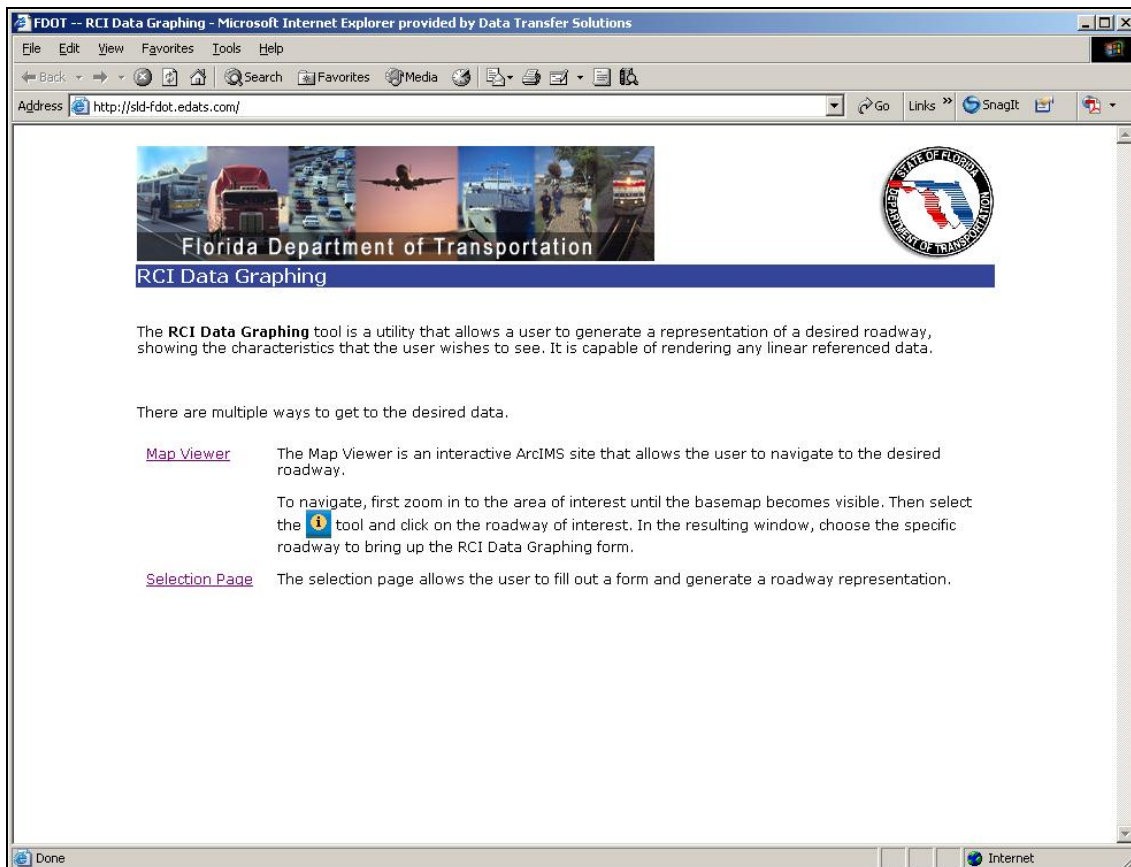 FDOT -- RCI Data Graphing - Microsoft Internet Explorer provided by Data Transfer Solutions
File Edit View Favorites Tools Help
Back Search Favorites Media
Address http://sld-fdot.edats.com/ Go Links » SnagIt
STATE OF FLORIDA
DEPARTMENT OF TRANSPORTATION
Florida Department of Transportation
RCI Data Graphing
The RCI Data Graphing tool is a utility that allows a user to generate a representation of a desired roadway,
showing the characteristics that the user wishes to see. It is capable of rendering any linear referenced data.
There are multiple ways to get to the desired data.
Map Viewer The Map Viewer is an interactive ArcIMS site that allows the user to navigate to the desired
roadway.
To navigate, first zoom in to the area of interest until the basemap becomes visible. Then select
the i tool and click on the roadway of interest. In the resulting window, choose the specific
roadway to bring up the RCI Data Graphing form.
Selection Page The selection page allows the user to fill out a form and generate a roadway representation.
Done Internet